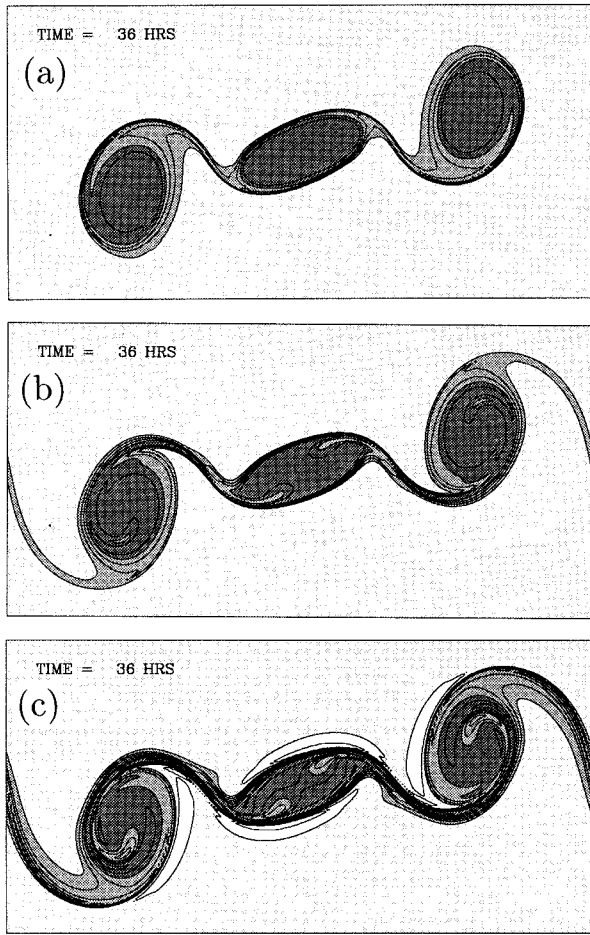 TIME = 36 HRS
(a)
TIME = 36 HRS
(b)
TIME = 36 HRS
(c)